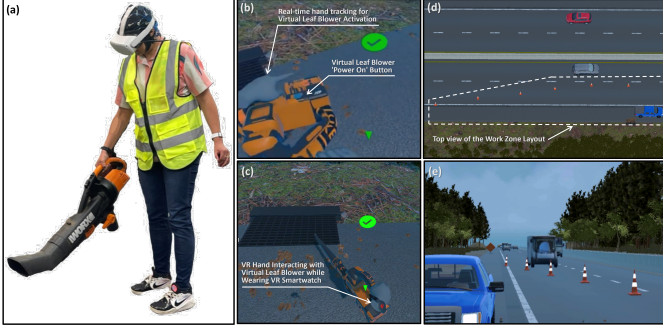 (a)
WORX
(b)
Real-time hand tracking for
Virtual Leaf Blower Activation
Virtual Leaf Blower
'Power On' Button
(c)
VR Hand Interacting with
Virtual Leaf Blower while
Wearing VR Smartwatch
(d)
Top view of the Work Zone Layout
(e)